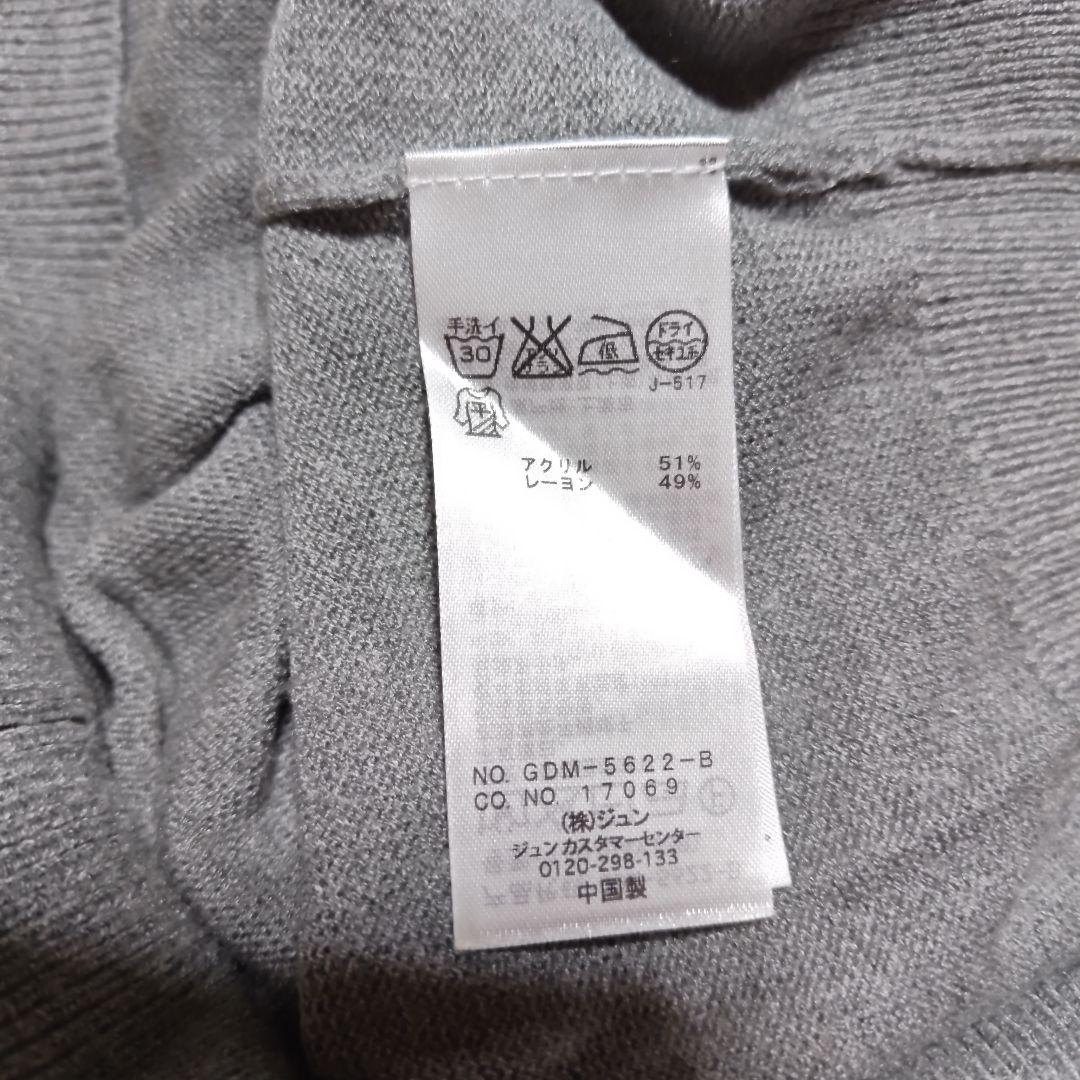 手洗イ
30
低
ドライ
セキユ系
J-517
平
アクリル 51%
レーヨン 49%
NO. GDM-5622-B
CO. NO. 17069
(株)ジュン
ジュンカスタマーセンター
0120-298-133
中国製